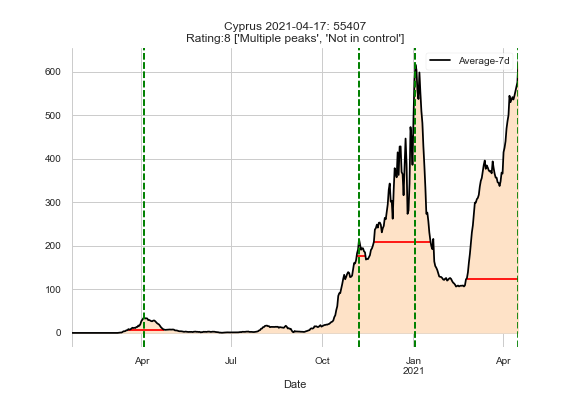 Cyprus 2021-04-17: 55407
Rating:8 ['Multiple peaks', 'Not in control']
Average-7d
600
500
400
300
200
100
0
Apr
Jul
Oct
Jan
2021
Apr
Date